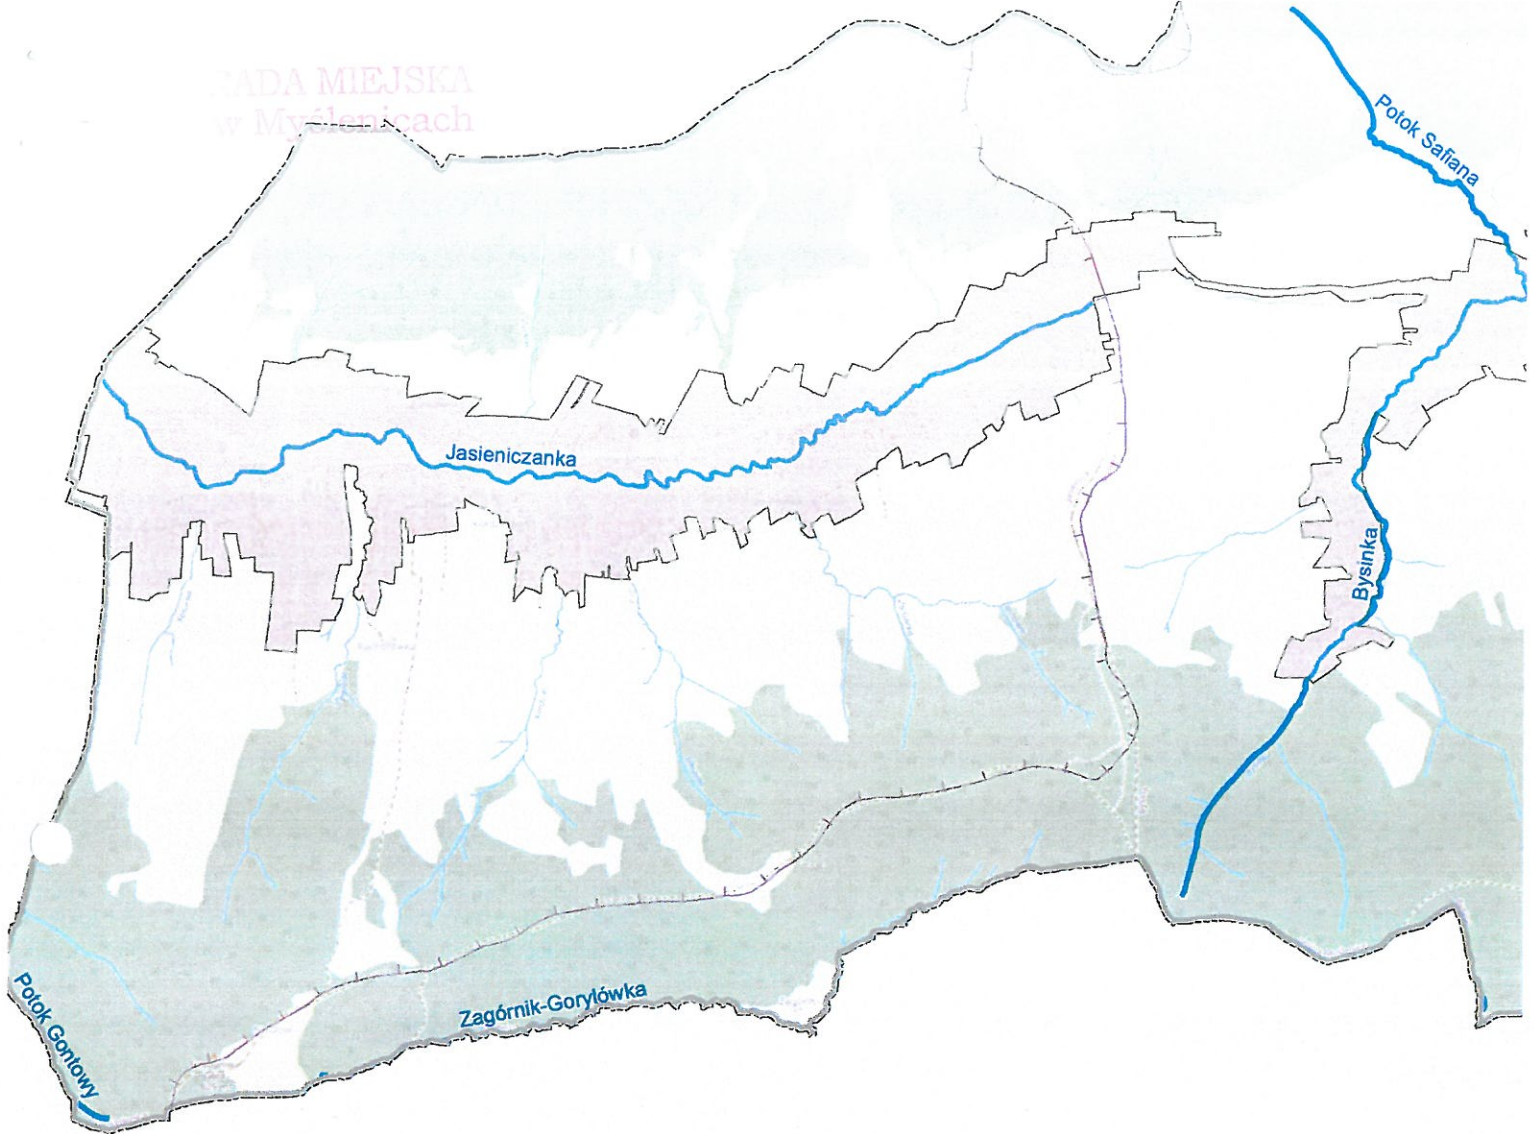 RADA MIEJSKA
w Myślenicach
Potok Safiana
Jasieniczanka
Bysinka
Zagórnik-Gorylówka
Potok Gontowy